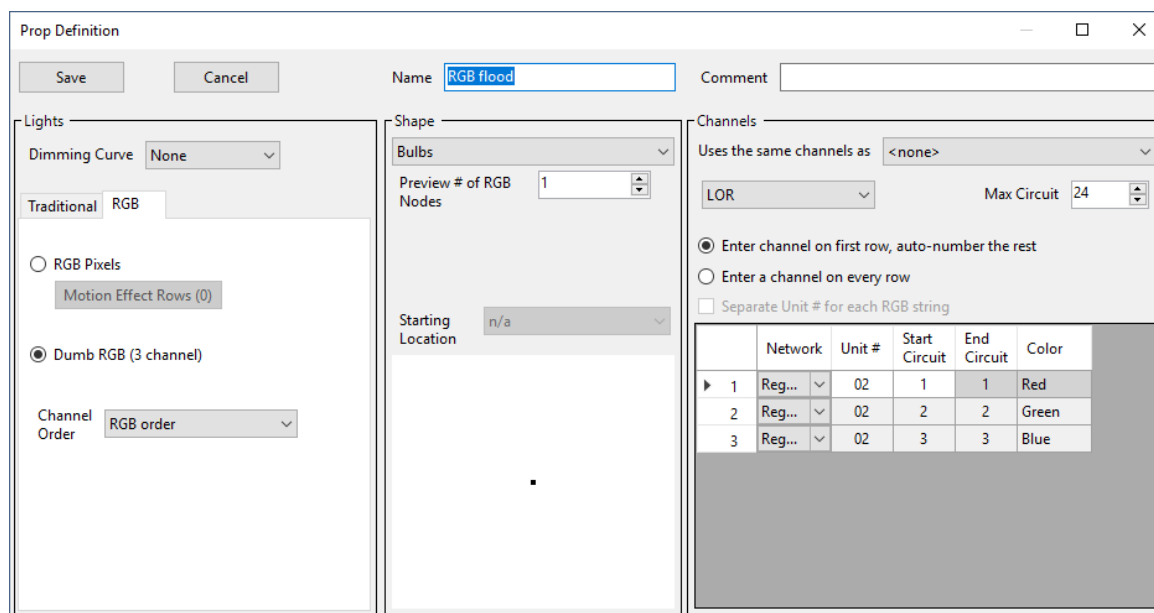 Prop Definition
Save Cancel Name RGB flood Comment
Lights
Dimming Curve None
Traditional RGB
RGB Pixels
Motion Effect Rows (0)
Dumb RGB (3 channel)
Channel Order RGB order
Shape
Bulbs
Preview # of RGB Nodes 1
Starting Location n/a
Channels
Uses the same channels as <none>
LOR Max Circuit 24
Enter channel on first row, auto-number the rest
Enter a channel on every row
Separate Unit # for each RGB string
Network Unit # Start Circuit End Circuit Color
1 Reg... 02 1 1 Red
2 Reg... 02 2 2 Green
3 Reg... 02 3 3 Blue